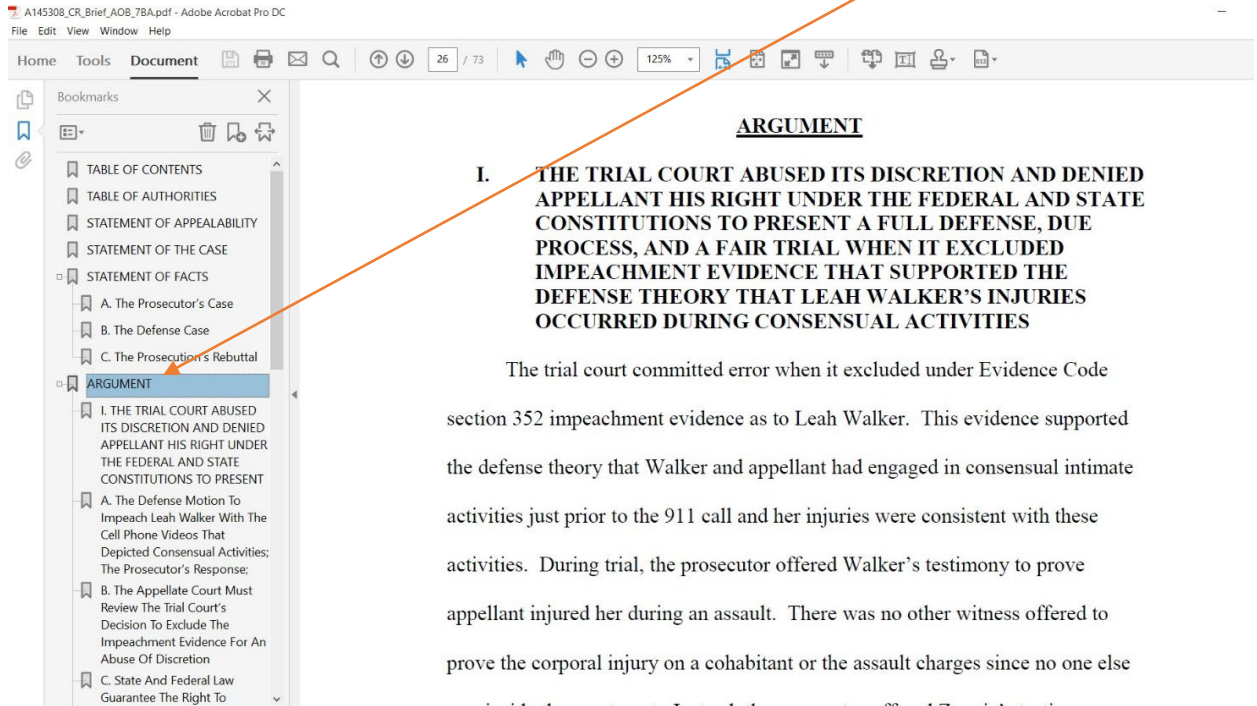 A145308_CR_Brief_AOB_7BA.pdf - Adobe Acrobat Pro DC
File Edit View Window Help
Home Tools Document 26 / 73 125%
Bookmarks
TABLE OF CONTENTS
TABLE OF AUTHORITIES
STATEMENT OF APPEALABILITY
STATEMENT OF THE CASE
STATEMENT OF FACTS
A. The Prosecutor's Case
B. The Defense Case
C. The Prosecution's Rebuttal
ARGUMENT
I. THE TRIAL COURT ABUSED
ITS DISCRETION AND DENIED
APPELLANT HIS RIGHT UNDER
THE FEDERAL AND STATE
CONSTITUTIONS TO PRESENT
A. The Defense Motion To
Impeach Leah Walker With The
Cell Phone Videos That
Depicted Consensual Activities;
The Prosecutor's Response;
B. The Appellate Court Must
Review The Trial Court's
Decision To Exclude The
Impeachment Evidence For An
Abuse Of Discretion
C. State And Federal Law
Guarantee The Right To
ARGUMENT
I. THE TRIAL COURT ABUSED ITS DISCRETION AND DENIED
APPELLANT HIS RIGHT UNDER THE FEDERAL AND STATE
CONSTITUTIONS TO PRESENT A FULL DEFENSE, DUE
PROCESS, AND A FAIR TRIAL WHEN IT EXCLUDED
IMPEACHMENT EVIDENCE THAT SUPPORTED THE
DEFENSE THEORY THAT LEAH WALKER'S INJURIES
OCCURRED DURING CONSENSUAL ACTIVITIES
The trial court committed error when it excluded under Evidence Code
section 352 impeachment evidence as to Leah Walker. This evidence supported
the defense theory that Walker and appellant had engaged in consensual intimate
activities just prior to the 911 call and her injuries were consistent with these
activities. During trial, the prosecutor offered Walker's testimony to prove
appellant injured her during an assault. There was no other witness offered to
prove the corporal injury on a cohabitant or the assault charges since no one else